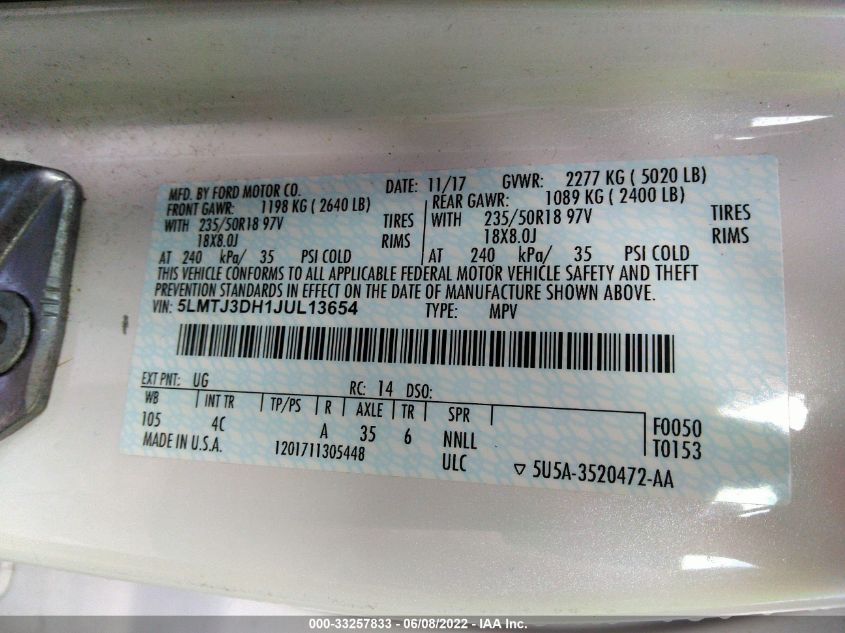 MFD. BY FORD MOTOR CO. DATE: 11/17 GVWR: 2277 KG ( 5020 LB)
FRONT GAWR: 1198 KG ( 2640 LB) REAR GAWR: 1089 KG ( 2400 LB)
WITH 235/50R18 97V TIRES WITH 235/50R18 97V TIRES
18X8.0J RIMS 18X8.0J RIMS
AT 240 kPa/ 35 PSI COLD AT 240 kPa/ 35 PSI COLD
THIS VEHICLE CONFORMS TO ALL APPLICABLE FEDERAL MOTOR VEHICLE SAFETY AND THEFT
PREVENTION STANDARDS IN EFFECT ON THE DATE OF MANUFACTURE SHOWN ABOVE.
VIN: 5LMTJ3DH1JUL13654 TYPE: MPV
EXT PNT: UG RC: 14 DSO:
WB INT TR TP/PS R AXLE TR SPR
105 4C A 35 6 NNLL F0050
MADE IN U.S.A. 1201711305448 ULC T0153
▽ 5U5A-3520472-AA
000-33257833 - 06/08/2022 - IAA Inc.